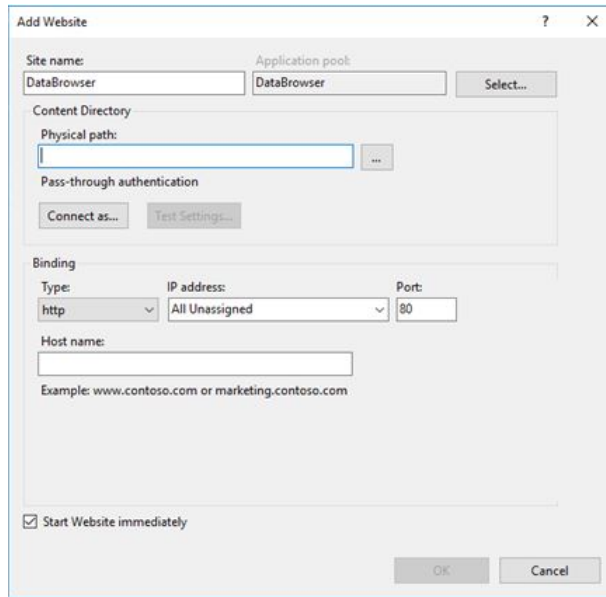 Add Website ?
Site name: Application pool:
DataBrowser DataBrowser Select...
Content Directory
Physical path:
...
Pass-through authentication
Connect as... Test Settings...
Binding
Type: IP address: Port:
http All Unassigned 80
Host name:
Example: www.contoso.com or marketing.contoso.com
Start Website immediately
OK Cancel